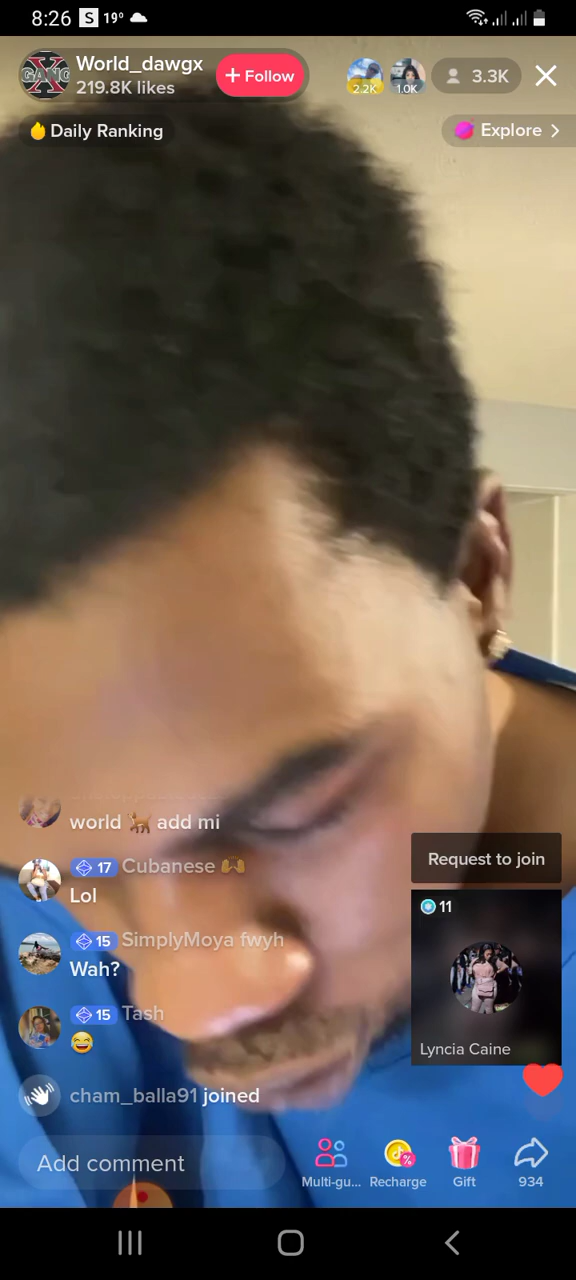 8:26 S 19°
World_dawgx
219.8K likes
+ Follow
2.2K
1.0K
3.3K
GANG
X
Daily Ranking
Explore
world 🐕 add mi
17 Cubanese 🙌
Lol
15 SimplyMoya fwyh
Wah?
15 Tash
😂
cham_balla91 joined
Request to join
11
Lyncia Caine
Add comment
Multi-gu...
Recharge
Gift
934